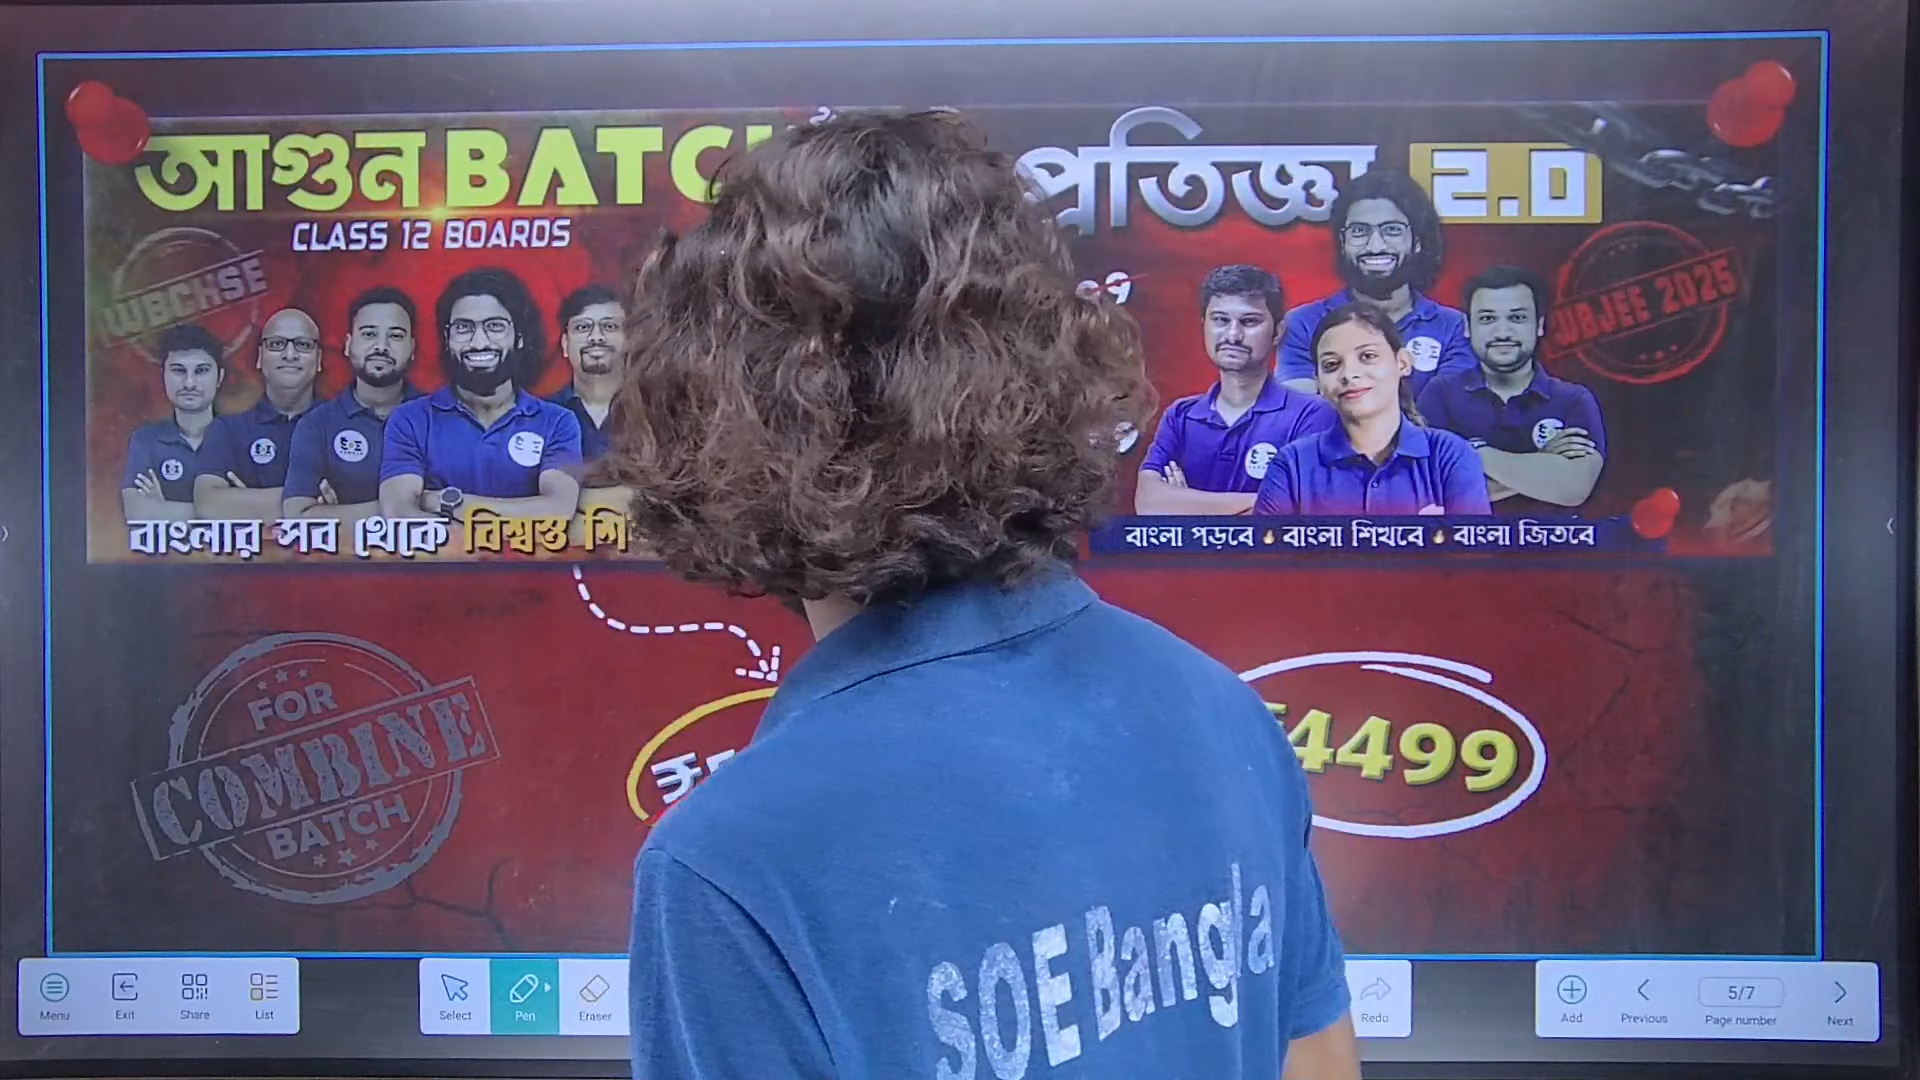 আগুন BATCH
CLASS 12 BOARDS
WBCHSE
বাংলার সব থেকে বিশ্বস্ত
প্রতিজ্ঞা 2.0
WBJEE 2025
বাংলা পড়বে বাংলা শিখবে বাংলা জিতবে
FOR
COMBINE
BATCH
4499
SOE Bangla
Menu Exit Share List
Select Pen Eraser
Redo
Add Previous 5/7 Page number Next